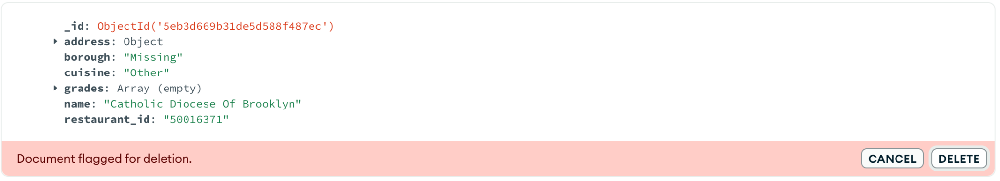 _id: ObjectId('5eb3d669b31de5d588f487ec')
address: Object
borough: "Missing"
cuisine: "Other"
grades: Array (empty)
name: "Catholic Diocese Of Brooklyn"
restaurant_id: "50016371"
Document flagged for deletion. CANCEL DELETE